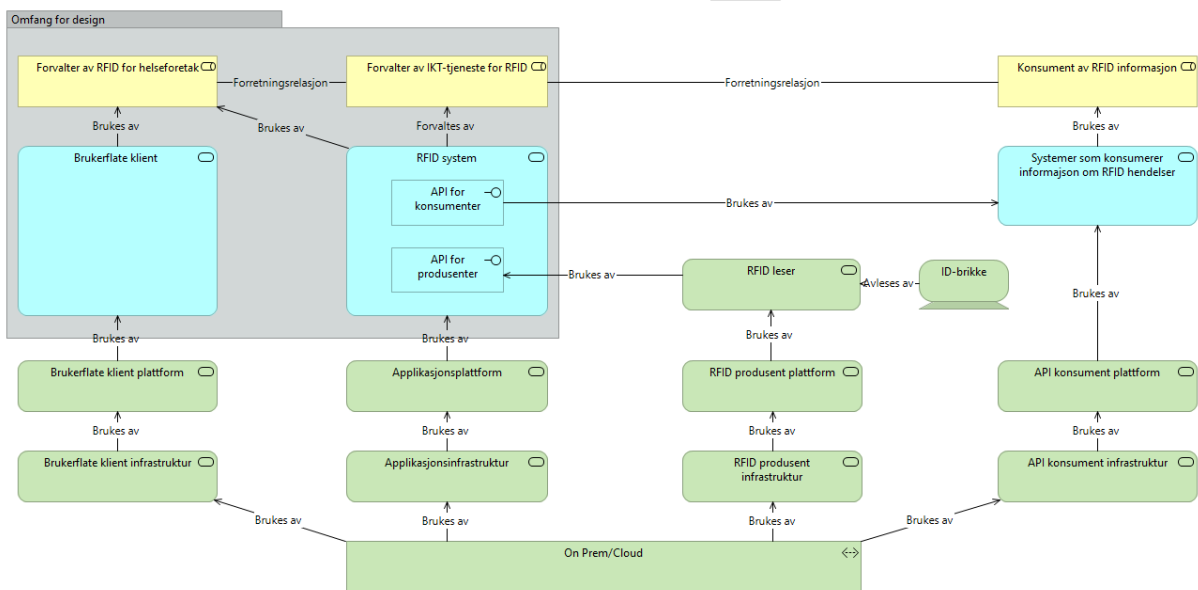 Omfang for design
Forvalter av RFID for helseforetak
Forvalter av IKT-tjeneste for RFID
Konsument av RFID informasjon
Forretningsrelasjon
Forretningsrelasjon
Brukes av
Brukes av
Forvaltes av
Brukes av
Brukerflate klient
RFID system
Systemer som konsumerer
informajson om RFID hendelser
API for
konsumenter
Brukes av
API for
produsenter
Brukes av
RFID leser
Avleses av
ID-brikke
Brukes av
Brukes av
Brukes av
Brukes av
Brukerflate klient plattform
Applikasjonsplattform
RFID produsent plattform
API konsument plattform
Brukes av
Brukes av
Brukes av
Brukes av
Brukerflate klient infrastruktur
Applikasjonsinfrastruktur
RFID produsent
infrastruktur
API konsument infrastruktur
Brukes av
Brukes av
Brukes av
Brukes av
On Prem/Cloud